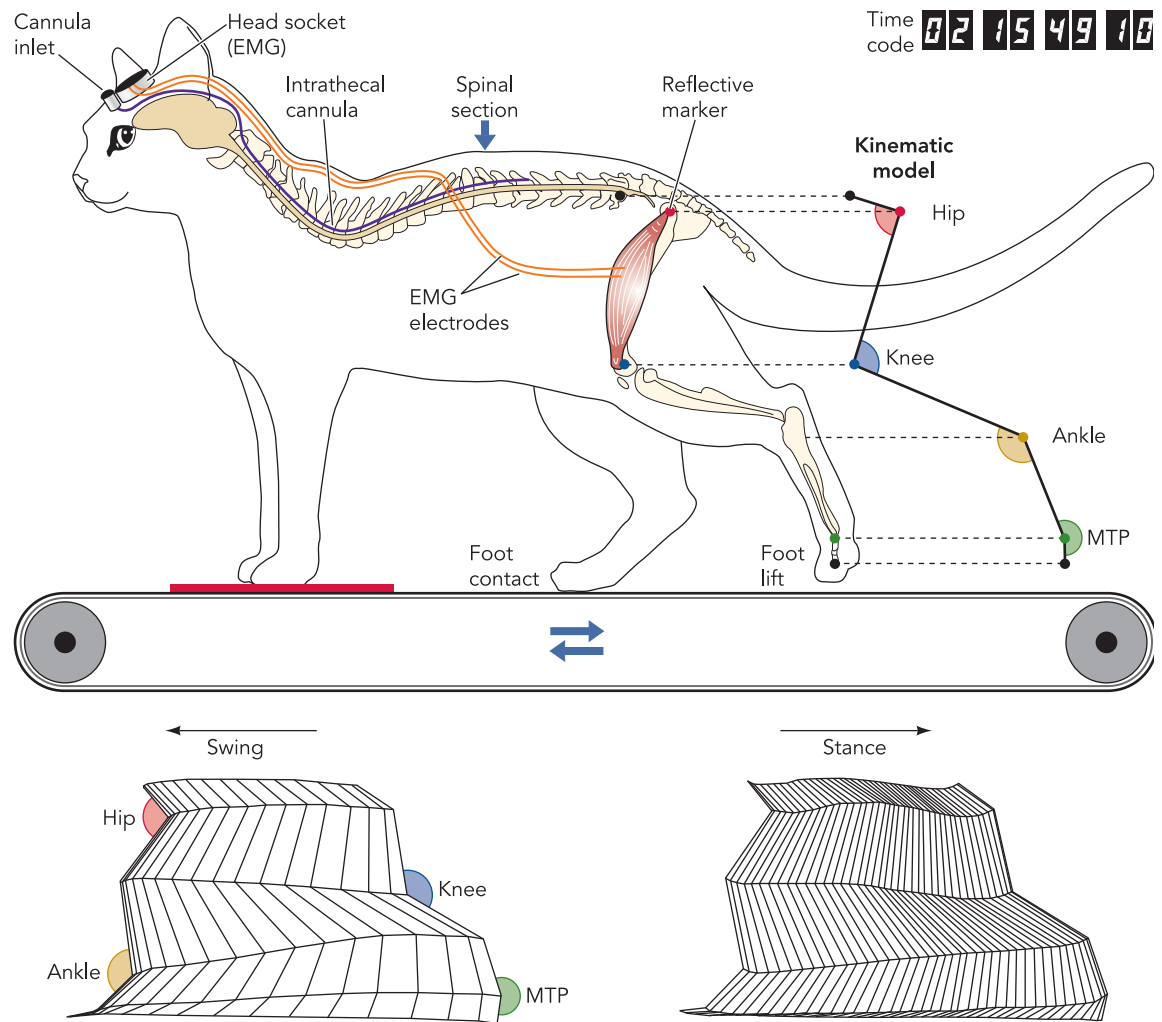 Cannula
inlet
Head socket
(EMG)
Time
code
02 15 49 10
Intrathecal
cannula
Spinal
section
Reflective
marker
Kinematic
model
Hip
Knee
EMG
electrodes
Ankle
MTP
Foot
contact
Foot
lift
Swing
Stance
Hip
Knee
Ankle
MTP